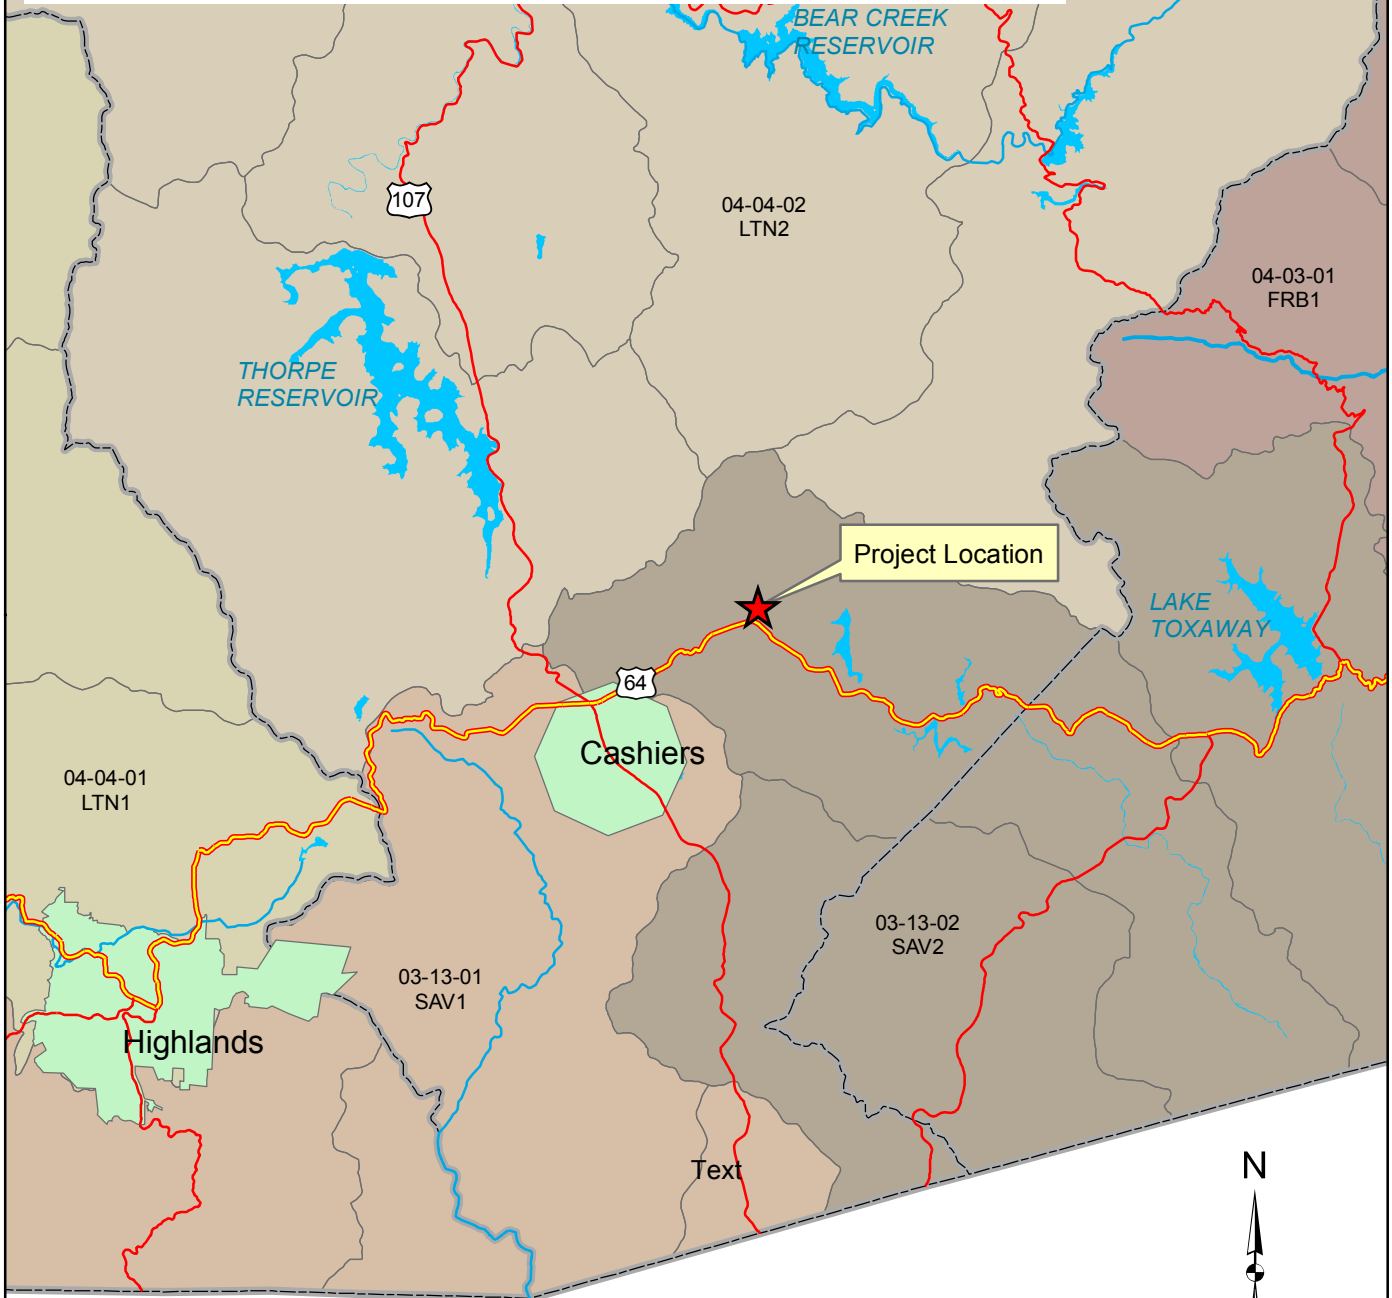 BEAR CREEK
RESERVOIR
107
04-04-02
LTN2
04-03-01
FRB1
THORPE
RESERVOIR
Project Location
LAKE
TOXAWAY
64
Cashiers
04-04-01
LTN1
03-13-02
SAV2
03-13-01
SAV1
Highlands
Text
N